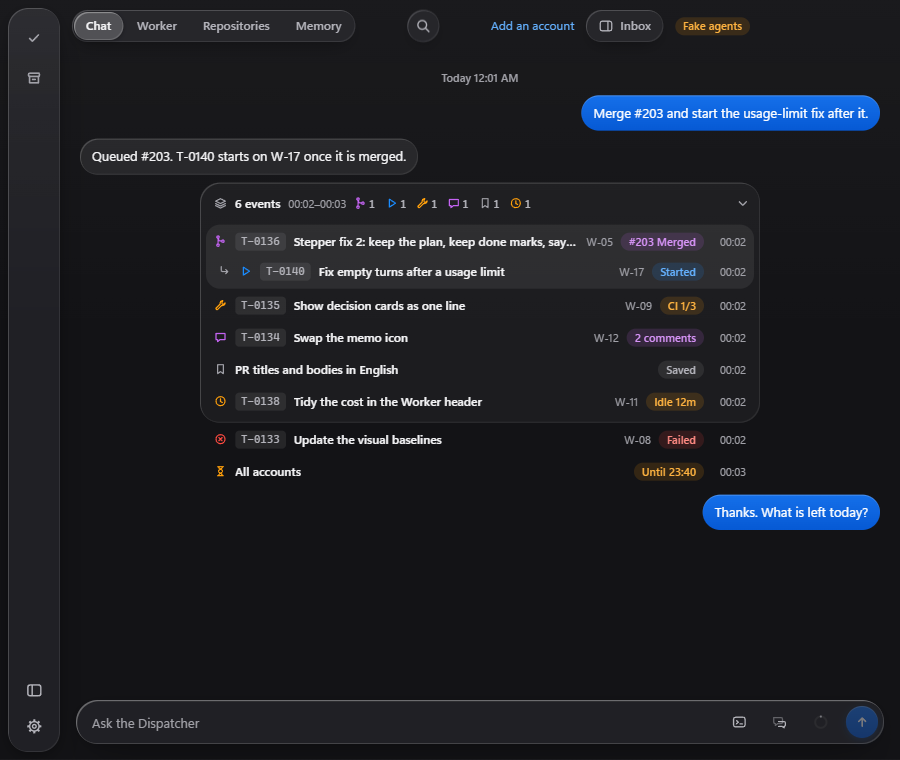 Chat Worker Repositories Memory Add an account Inbox Fake agents
Today 12:01 AM
Merge #203 and start the usage-limit fix after it.
Queued #203. T-0140 starts on W-17 once it is merged.
6 events 00:02–00:03 1 1 1 1 1 1
T-0136 Stepper fix 2: keep the plan, keep done marks, say... W-05 #203 Merged 00:02
T-0140 Fix empty turns after a usage limit W-17 Started 00:02
T-0135 Show decision cards as one line W-09 CI 1/3 00:02
T-0134 Swap the memo icon W-12 2 comments 00:02
PR titles and bodies in English Saved 00:02
T-0138 Tidy the cost in the Worker header W-11 Idle 12m 00:02
T-0133 Update the visual baselines W-08 Failed 00:02
All accounts Until 23:40 00:03
Thanks. What is left today?
Ask the Dispatcher